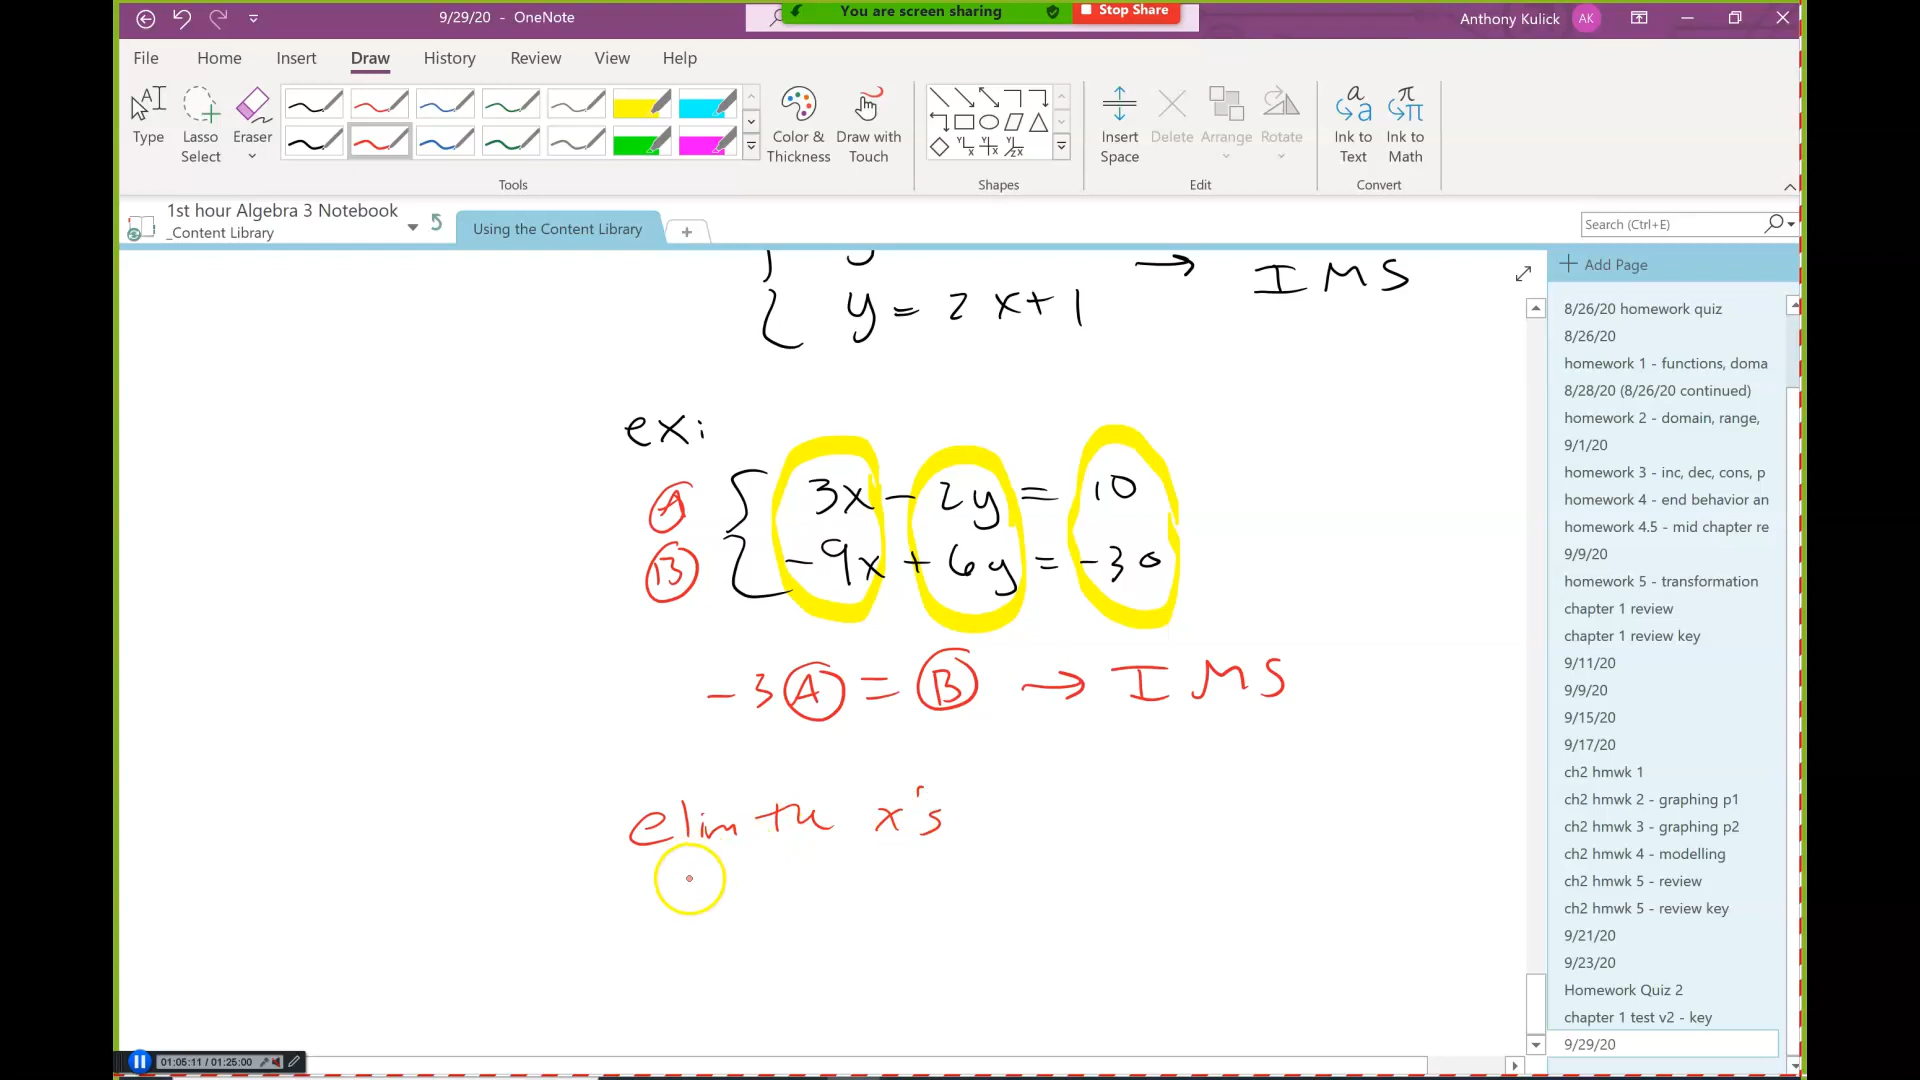 9/29/20 - OneNote
You are screen sharing
Stop Share
Anthony Kulick
AK
File Home Insert Draw History Review View Help
Type
Lasso Select
Eraser
Color & Thickness
Draw with Touch
Insert Space
Delete
Arrange
Rotate
Ink to Text
Ink to Math
Tools
Shapes
Edit
Convert
1st hour Algebra 3 Notebook
_Content Library
Using the Content Library
Search (Ctrl+E)
Add Page
8/26/20 homework quiz
8/26/20
homework 1 - functions, doma
8/28/20 (8/26/20 continued)
homework 2 - domain, range,
9/1/20
homework 3 - inc, dec, cons, p
homework 4 - end behavior an
homework 4.5 - mid chapter re
9/9/20
homework 5 - transformation
chapter 1 review
chapter 1 review key
9/11/20
9/9/20
9/15/20
9/17/20
ch2 hmwk 1
ch2 hmwk 2 - graphing p1
ch2 hmwk 3 - graphing p2
ch2 hmwk 4 - modelling
ch2 hmwk 5 - review
ch2 hmwk 5 - review key
9/21/20
9/23/20
Homework Quiz 2
chapter 1 test v2 - key
9/29/20
→ IMS
y = 2x+1
ex:
A 3x - 2y = 10
B -9x + 6y = -30
-3 A = B → IMS
elim the x's
01:05:11 / 01:25:00